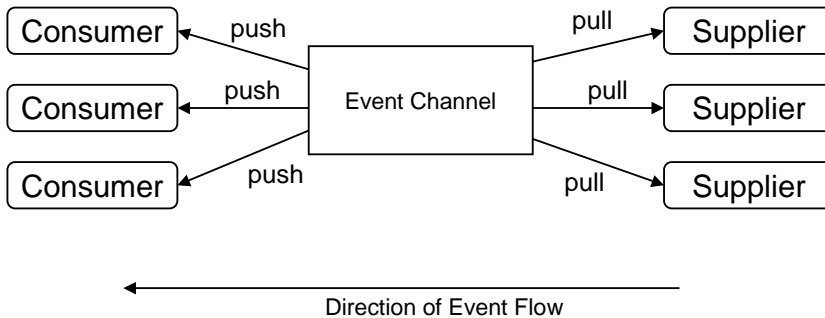 Consumer
push
pull
Supplier
Consumer
push
Event Channel
pull
Supplier
Consumer
push
pull
Supplier
Direction of Event Flow